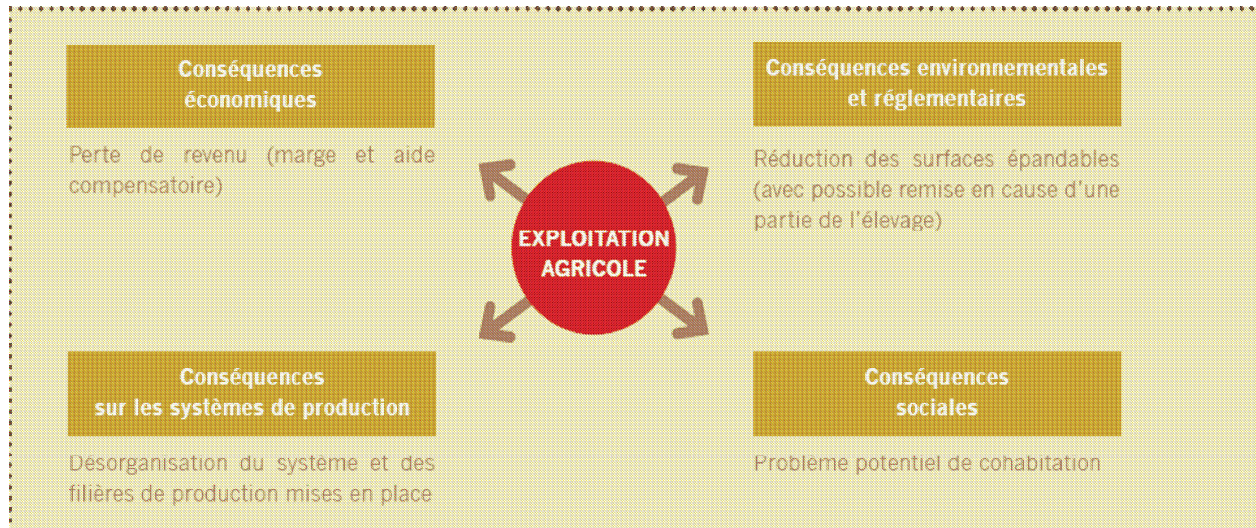 Conséquences
économiques
Perte de revenu (marge et aide
compensatoire)
Conséquences environnementales
et réglementaires
Réduction des surfaces épandables
(avec possible remise en cause d'une
partie de l'élevage)
EXPLOITATION
AGRICOLE
Conséquences
sur les systèmes de production
Désorganisation du système et des
filières de production mises en place
Conséquences
sociales
Problème potentiel de cohabitation